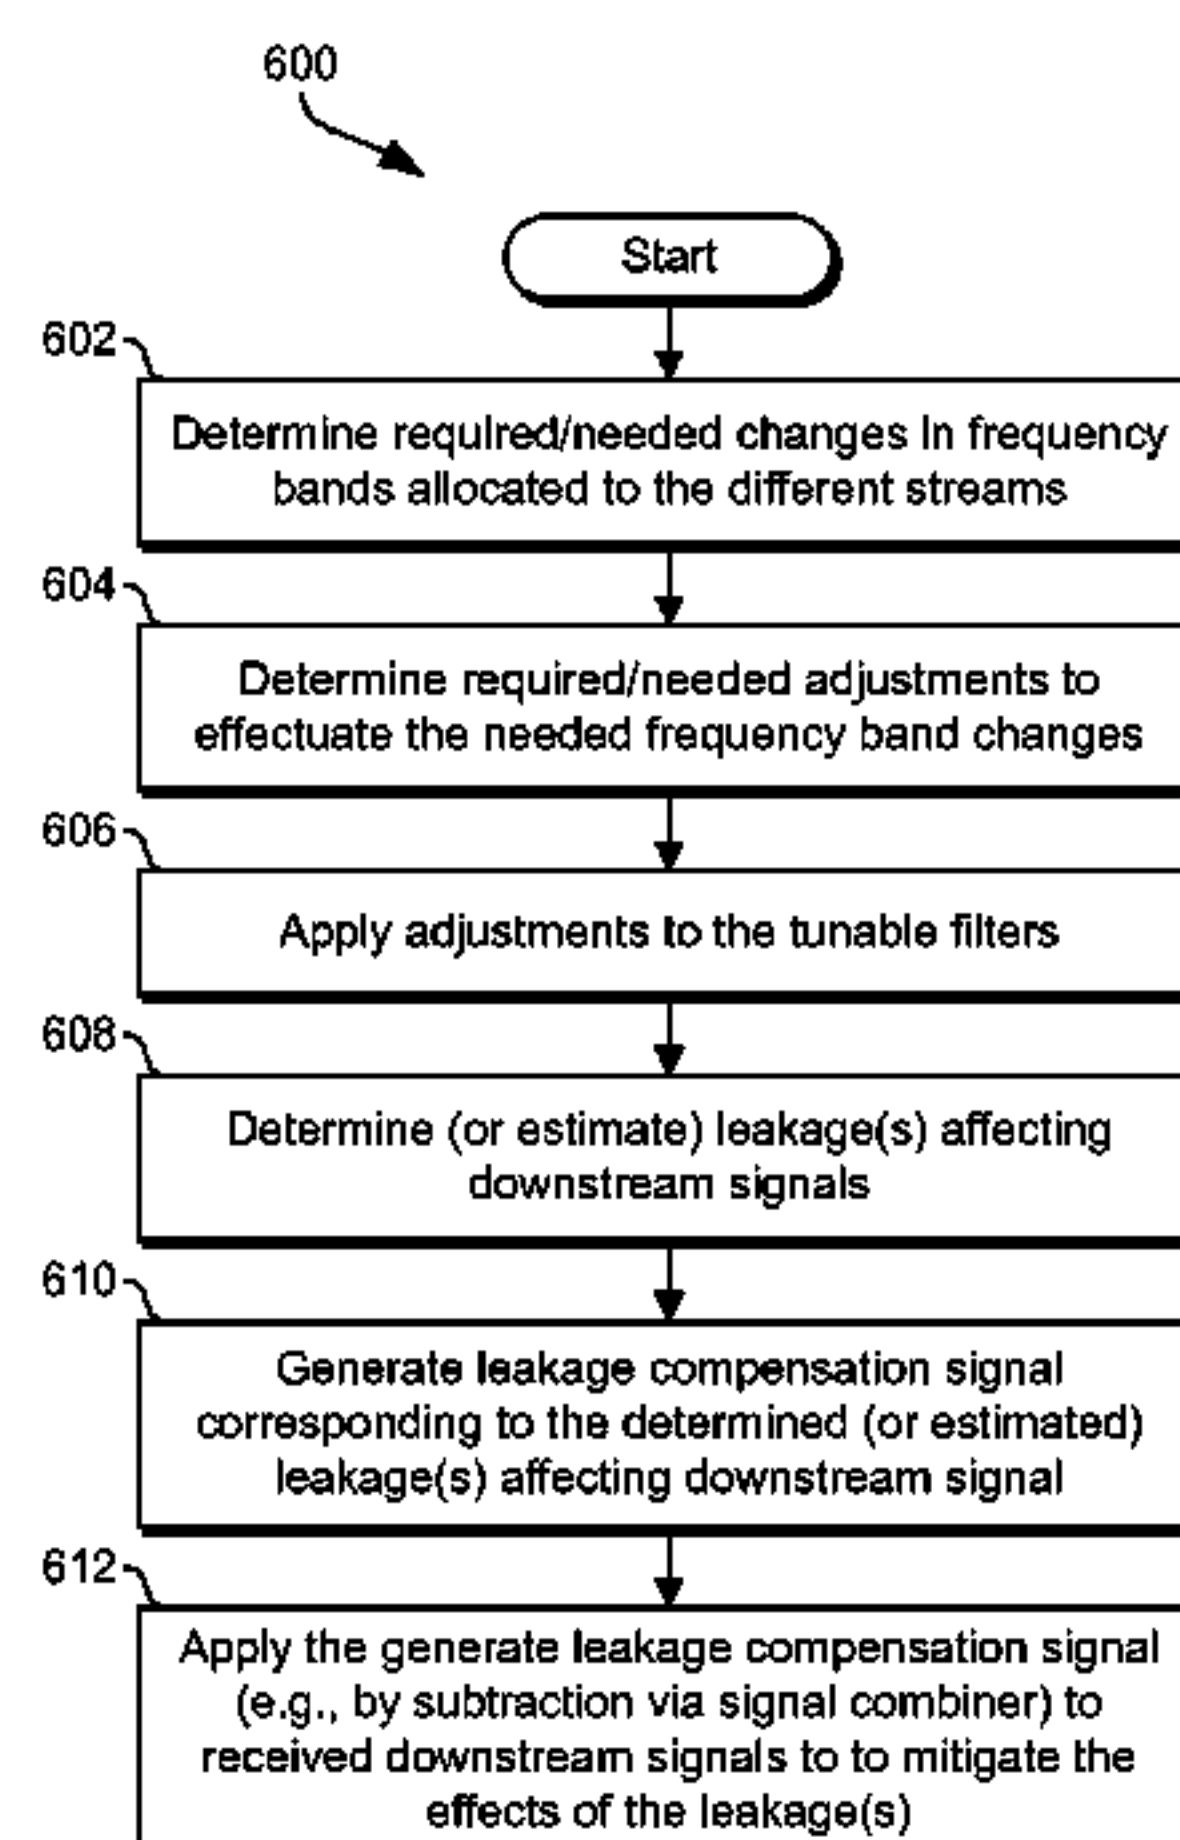 600
Start
602
Determine required/needed changes in frequency
bands allocated to the different streams
604
Determine required/needed adjustments to
effectuate the needed frequency band changes
606
Apply adjustments to the tunable filters
608
Determine (or estimate) leakage(s) affecting
downstream signals
610
Generate leakage compensation signal
corresponding to the determined (or estimated)
leakage(s) affecting downstream signal
612
Apply the generate leakage compensation signal
(e.g., by subtraction via signal combiner) to
received downstream signals to to mitigate the
effects of the leakage(s)